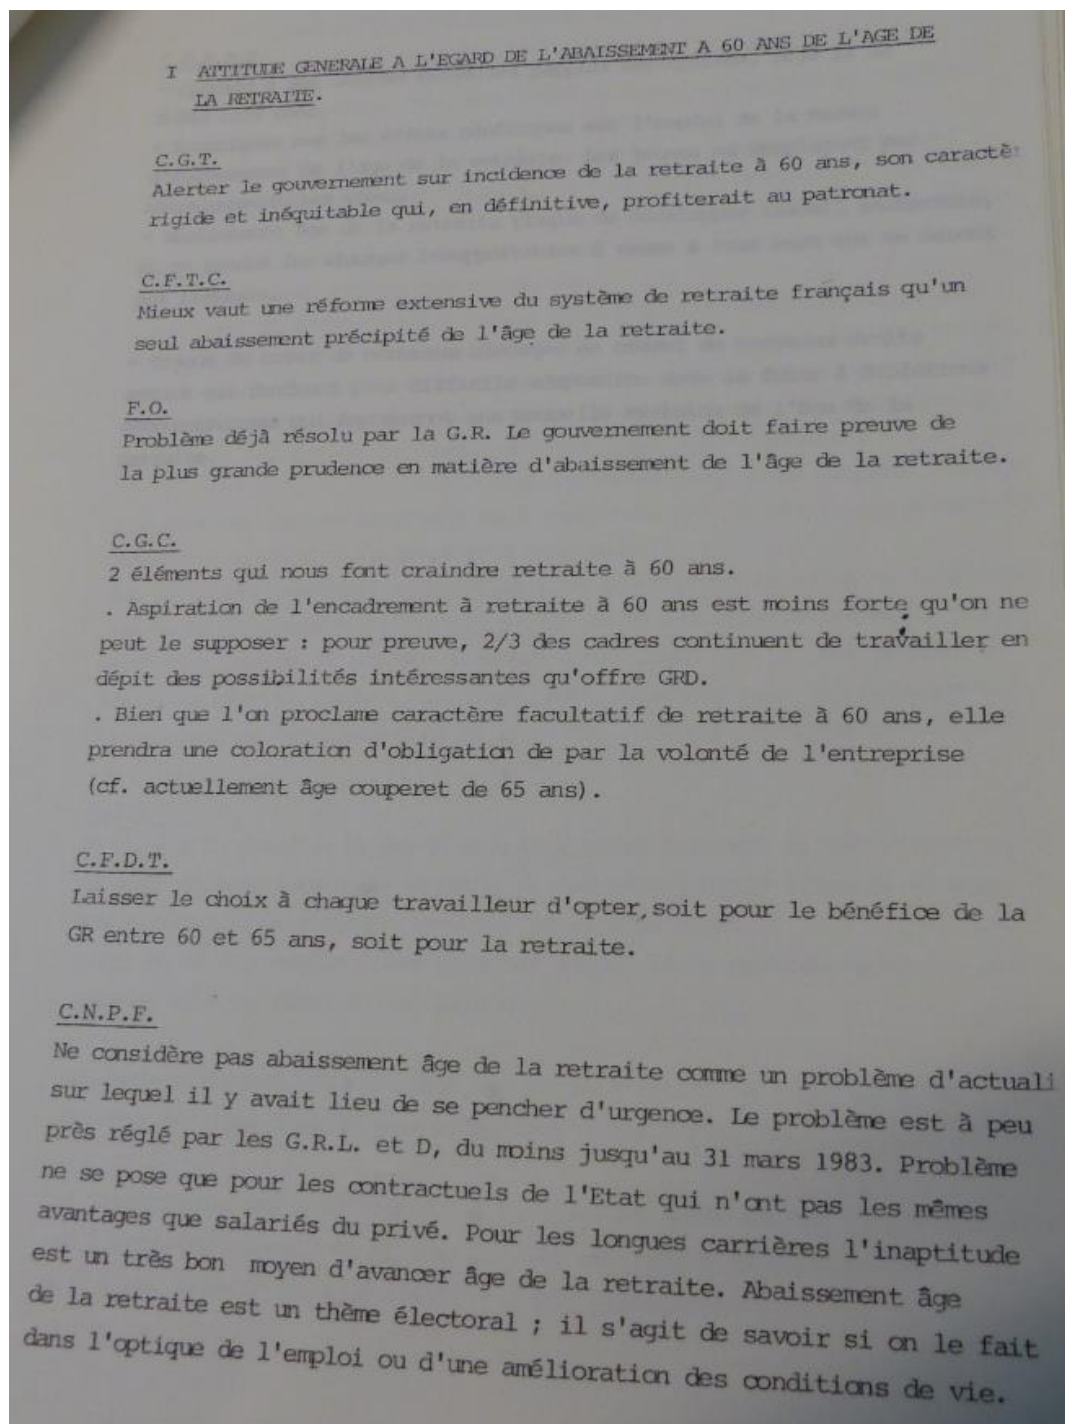 I ATTITUDE GENERALE A L'EGARD DE L'ABAISSEMENT A 60 ANS DE L'AGE DE
LA RETRAITE.
C.G.T.
Alerter le gouvernement sur incidence de la retraite à 60 ans, son caractè
rigide et inéquitable qui, en définitive, profiterait au patronat.
C.F.T.C.
Mieux vaut une réforme extensive du système de retraite français qu'un
seul abaissement précipité de l'âge de la retraite.
F.O.
Problème déjà résolu par la G.R. Le gouvernement doit faire preuve de
la plus grande prudence en matière d'abaissement de l'âge de la retraite.
C.G.C.
2 éléments qui nous font craindre retraite à 60 ans.
. Aspiration de l'encadrement à retraite à 60 ans est moins forte qu'on ne
peut le supposer : pour preuve, 2/3 des cadres continuent de travailler en
dépit des possibilités intéressantes qu'offre GRD.
. Bien que l'on proclame caractère facultatif de retraite à 60 ans, elle
prendra une coloration d'obligation de par la volonté de l'entreprise
(cf. actuellement âge couperet de 65 ans).
C.F.D.T.
Laisser le choix à chaque travailleur d'opter, soit pour le bénéfice de la
GR entre 60 et 65 ans, soit pour la retraite.
C.N.P.F.
Ne considère pas abaissement âge de la retraite comme un problème d'actuali
sur lequel il y avait lieu de se pencher d'urgence. Le problème est à peu
près réglé par les G.R.L. et D, du moins jusqu'au 31 mars 1983. Problème
ne se pose que pour les contractuels de l'Etat qui n'ont pas les mêmes
avantages que salariés du privé. Pour les longues carrières l'inaptitude
est un très bon moyen d'avancer âge de la retraite. Abaissement âge
de la retraite est un thème électoral ; il s'agit de savoir si on le fait
dans l'optique de l'emploi ou d'une amélioration des conditions de vie.